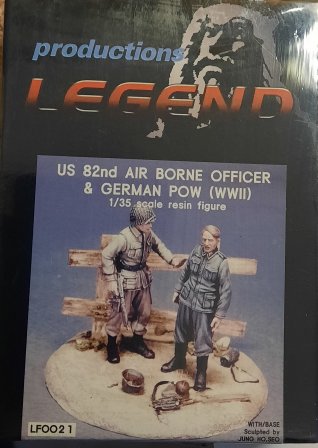 productions
LEGEND
US 82nd AIR BORNE OFFICER
& GERMAN POW (WWII)
1/35 scale resin figure
LF0021
WITH/BASE
Sculpted by
JUNG HO,SEO